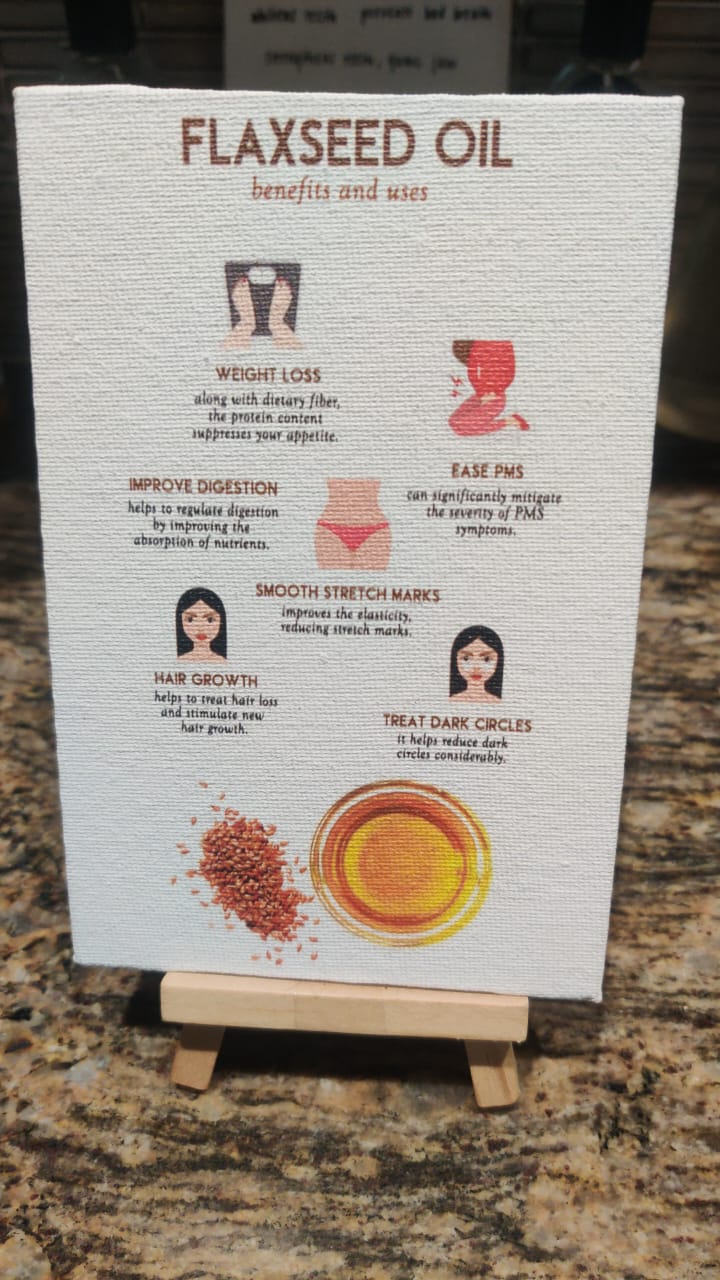 FLAXSEED OIL
benefits and uses
WEIGHT LOSS
along with dietary fiber,
the protein content
suppresses your appetite.
EASE PMS
can significantly mitigate
the severity of PMS
symptoms.
IMPROVE DIGESTION
helps to regulate digestion
by improving the
absorption of nutrients.
SMOOTH STRETCH MARKS
improves the elasticity,
reducing stretch marks.
HAIR GROWTH
helps to treat hair loss
and stimulate new
hair growth.
TREAT DARK CIRCLES
it helps reduce dark
circles considerably.